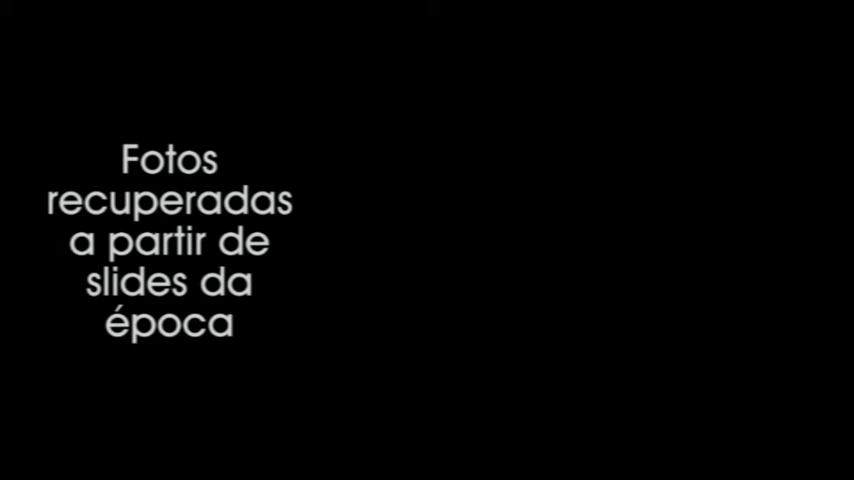 Fotos
recuperadas
a partir de
slides da
época